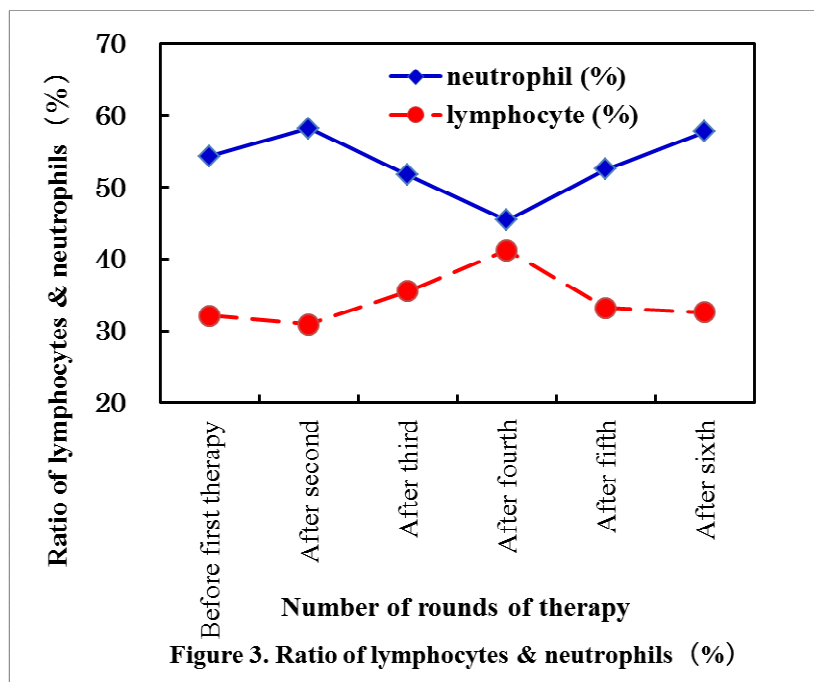 70
60
50
40
30
20
Ratio of lymphocytes & neutrophils（%）
neutrophil (%)
lymphocyte (%)
Before first therapy
After second
After third
After fourth
After fifth
After sixth
Number of rounds of therapy
Figure 3. Ratio of lymphocytes & neutrophils（%）